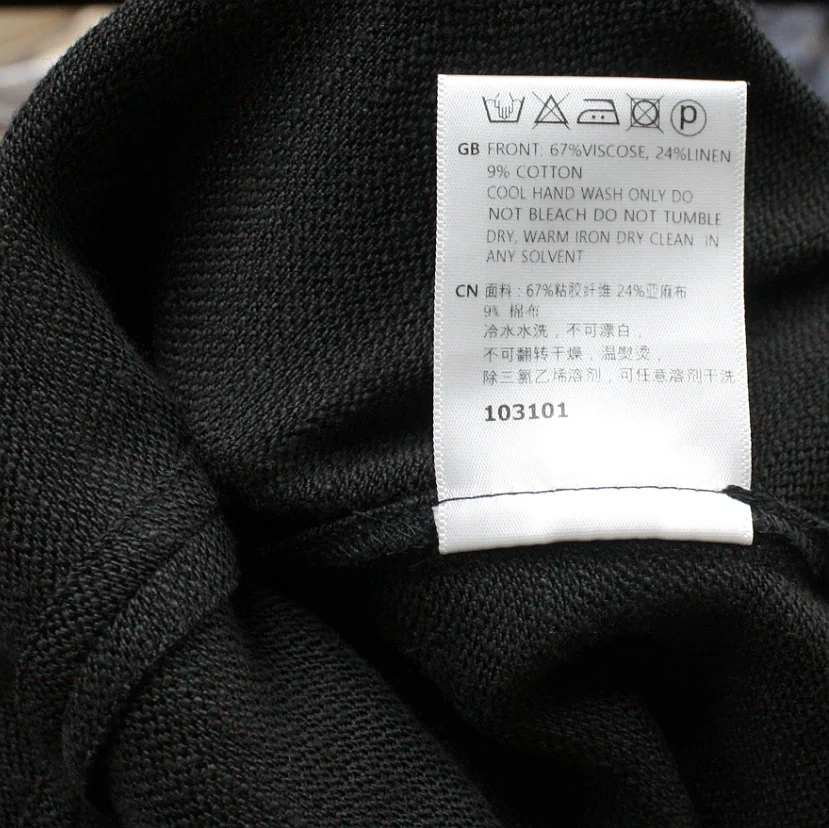 P
GB FRONT: 67%VISCOSE, 24%LINEN
9% COTTON
COOL HAND WASH ONLY DO
NOT BLEACH DO NOT TUMBLE
DRY, WARM IRON DRY CLEAN IN
ANY SOLVENT
CN 面料：67%粘胶纤维 24%亚麻布
9% 棉布
冷水水洗，不可漂白，
不可翻转干燥，温熨烫，
除三氯乙烯溶剂，可任意溶剂干洗
103101